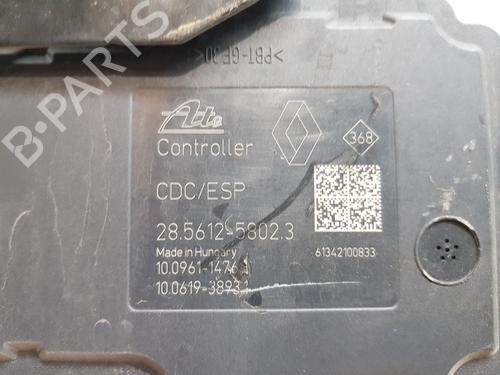 >PBT-GF30<
Ate
368
Controller
CDC/ESP
28.5612-5802.3
61342100833
Made in Hungary
10.0961-1476.1
10.0619-3893.1
B-PARTS